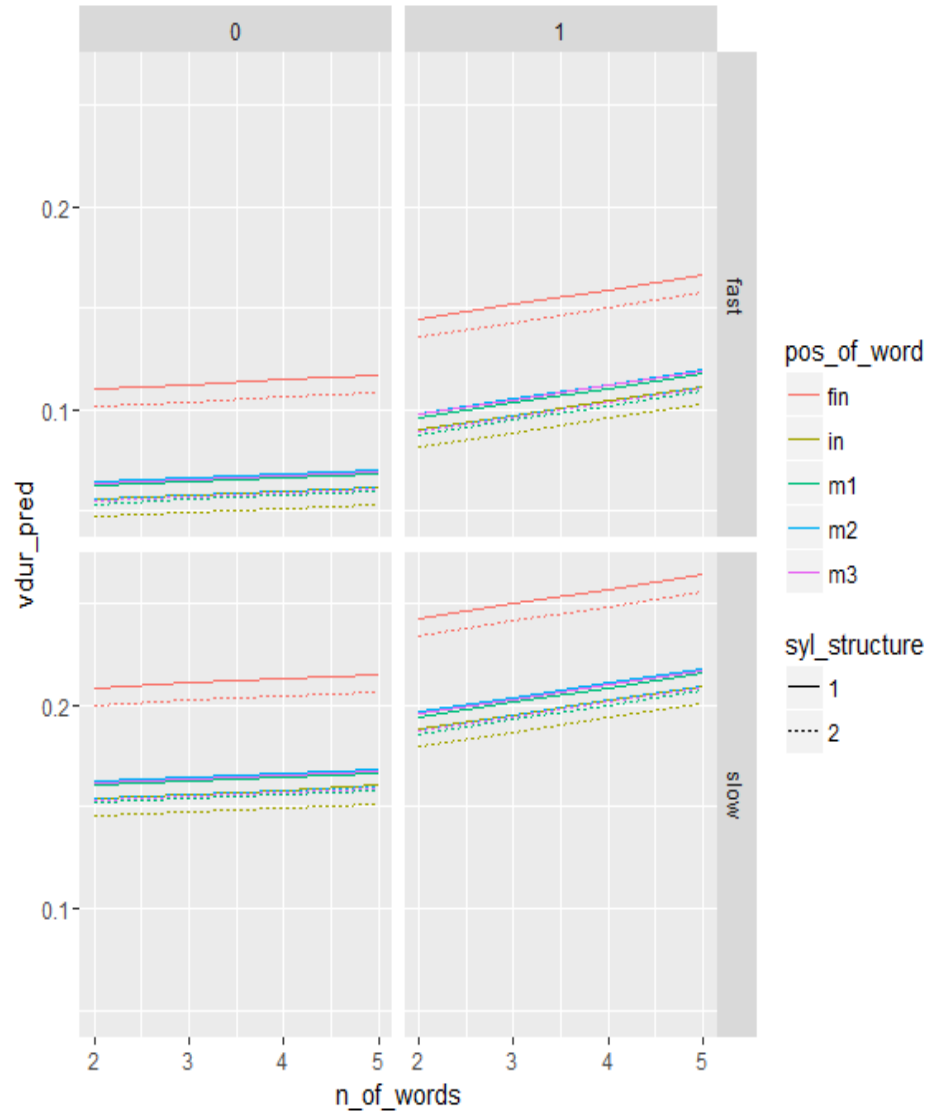 0
1
0.2
0.1
fast
vdur_pred
0.2
0.1
slow
2 3 4 5
2 3 4 5
n_of_words
pos_of_word
fin
in
m1
m2
m3
syl_structure
1
2